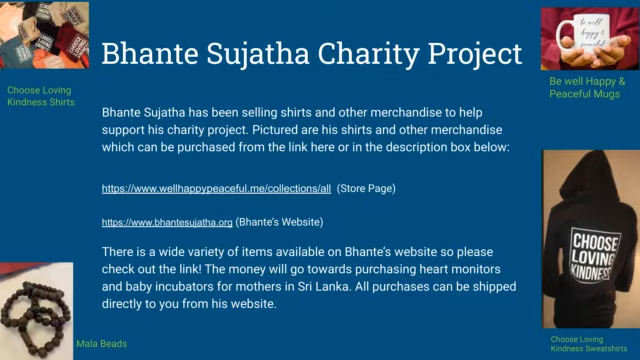 Bhante Sujatha Charity Project
Choose Loving
Kindness Shirts
be well
happy &
peaceful
Be well Happy &
Peaceful Mugs
Bhante Sujatha has been selling shirts and other merchandise to help
support his charity project. Pictured are his shirts and other merchandise
which can be purchased from the link here or in the description box below:
https://www.wellhappypeaceful.me/collections/all (Store Page)
https://www.bhantesujatha.org (Bhante's Website)
There is a wide variety of items available on Bhante's website so please
check out the link! The money will go towards purchasing heart monitors
and baby incubators for mothers in Sri Lanka. All purchases can be shipped
directly to you from his website.
CHOOSE
LOVING
KINDNESS
Mala Beads
Choose Loving
Kindness Sweatshirts